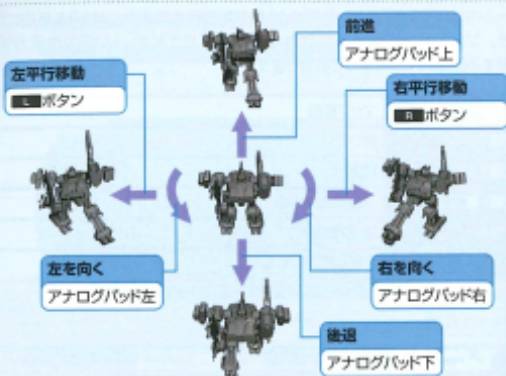 前進
アナログパッド上
左平行移動
L ボタン
右平行移動
R ボタン
左を向く
アナログパッド左
右を向く
アナログパッド右
後退
アナログパッド下